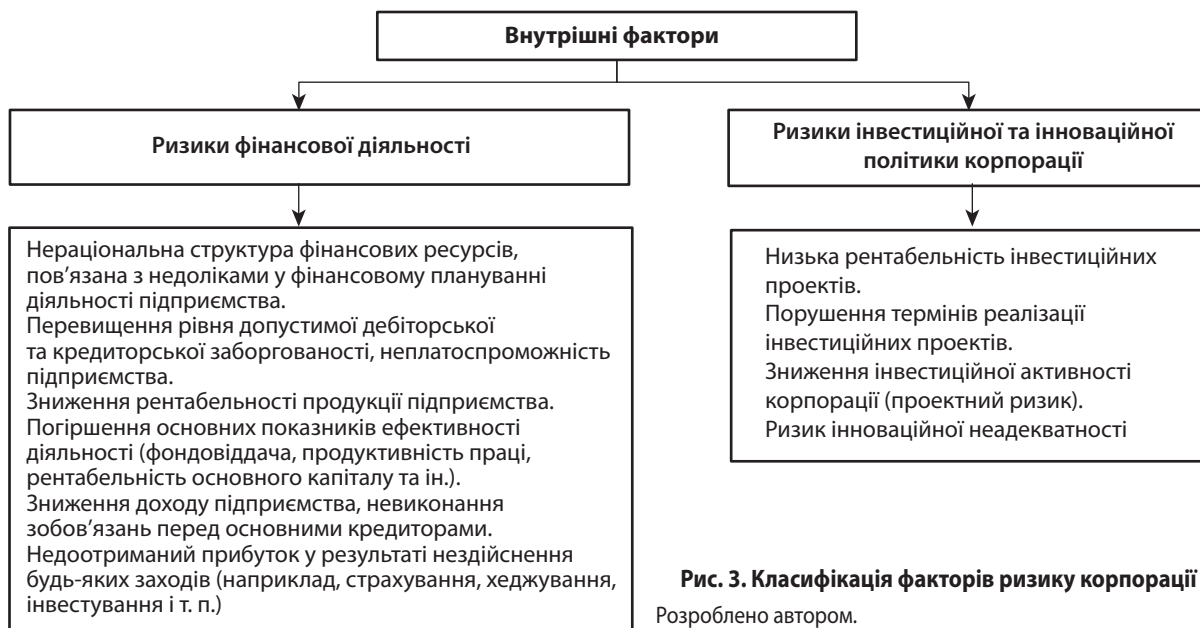 Внутрішні фактори
Ризики фінансової діяльності
Ризики інвестиційної та інноваційної
політики корпорації
Нераціональна структура фінансових ресурсів,
пов’язана з недоліками у фінансовому плануванні
діяльності підприємства.
Перевищення рівня допустимої дебіторської
та кредиторської заборгованості, неплатоспроможність
підприємства.
Зниження рентабельності продукції підприємства.
Погіршення основних показників ефективності
діяльності (фондовіддача, продуктивність праці,
рентабельність основного капіталу та ін.).
Зниження доходу підприємства, невиконання
зобов’язань перед основними кредиторами.
Недоотриманий прибуток у результаті нездійснення
будь-яких заходів (наприклад, страхування, хеджування,
інвестування і т. п.)
Низька рентабельність інвестиційних
проектів.
Порушення термінів реалізації
інвестиційних проектів.
Зниження інвестиційної активності
корпорації (проектний ризик).
Ризик інноваційної неадекватності
Рис. 3. Класифікація факторів ризику корпорації
Розроблено автором.